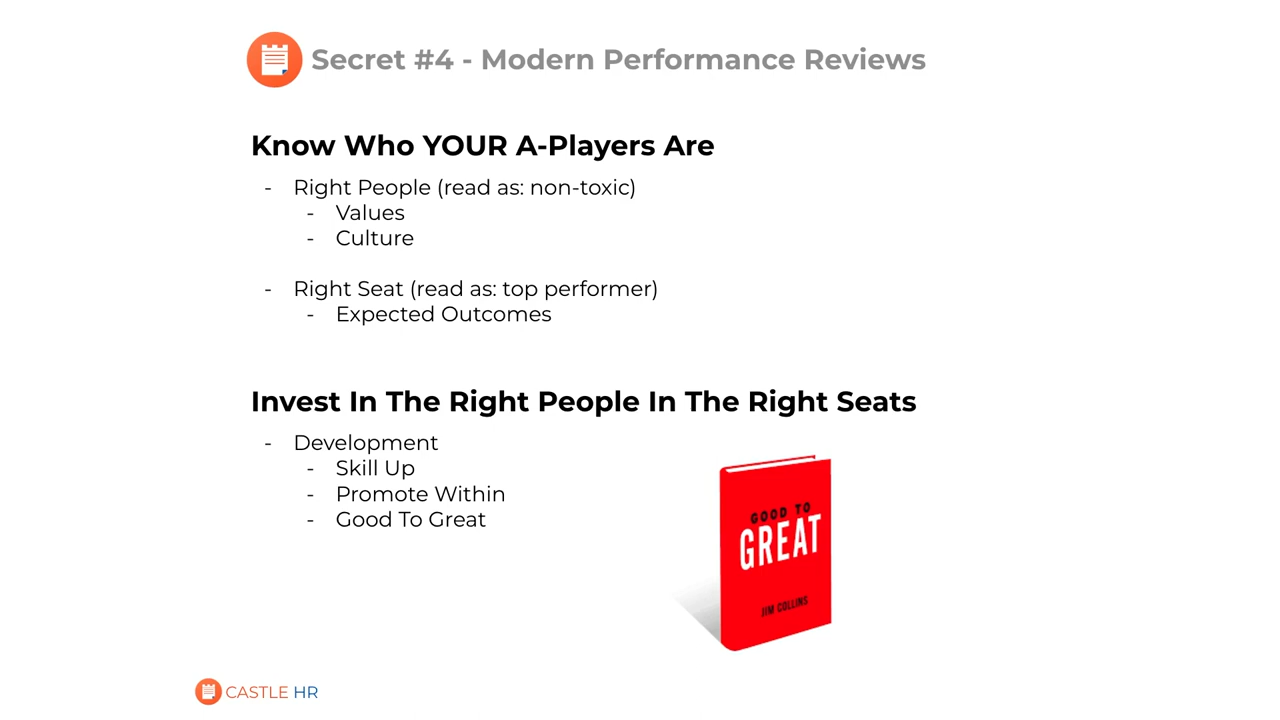 Secret #4 - Modern Performance Reviews
Know Who YOUR A-Players Are
- Right People (read as: non-toxic)
- Values
- Culture
- Right Seat (read as: top performer)
- Expected Outcomes
Invest In The Right People In The Right Seats
- Development
- Skill Up
- Promote Within
- Good To Great
GOOD TO
GREAT
JIM COLLINS
CASTLE HR